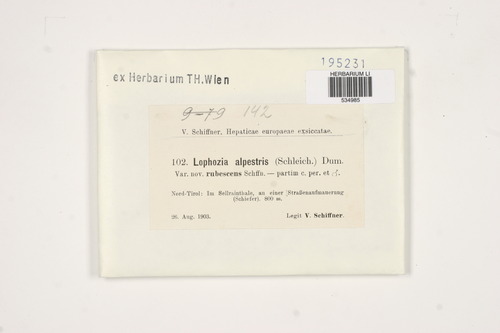 195231
HERBARIUM LI
534985
ex Herbarium TH.Wien
9-79 142
V. Schiffner, Hepaticae europaeae exsiccatae.
102. Lophozia alpestris (Schleich.) Dum.
Var. nov. rubescens Schffn. — partim c. per. et ♂.
Nord-Tirol: Im Sellraintale, an einer Straßenaufmauerung
(Schiefer). 800 m.
26. Aug. 1903. Legit V. Schiffner.